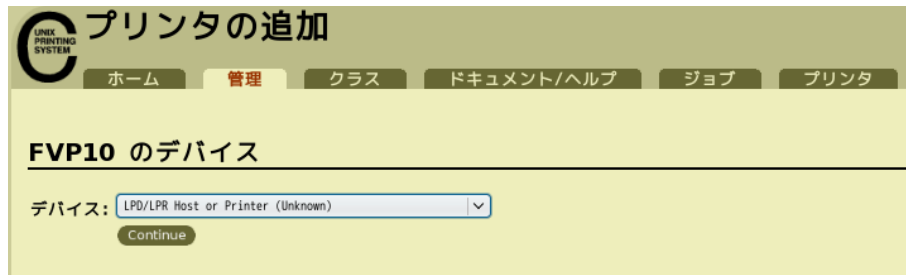 UNIX
PRINTING
SYSTEM
プリンタの追加
ホーム 管理 クラス ドキュメント/ヘルプ ジョブ プリンタ
FVP10 のデバイス
デバイス: LPD/LPR Host or Printer (Unknown)
Continue